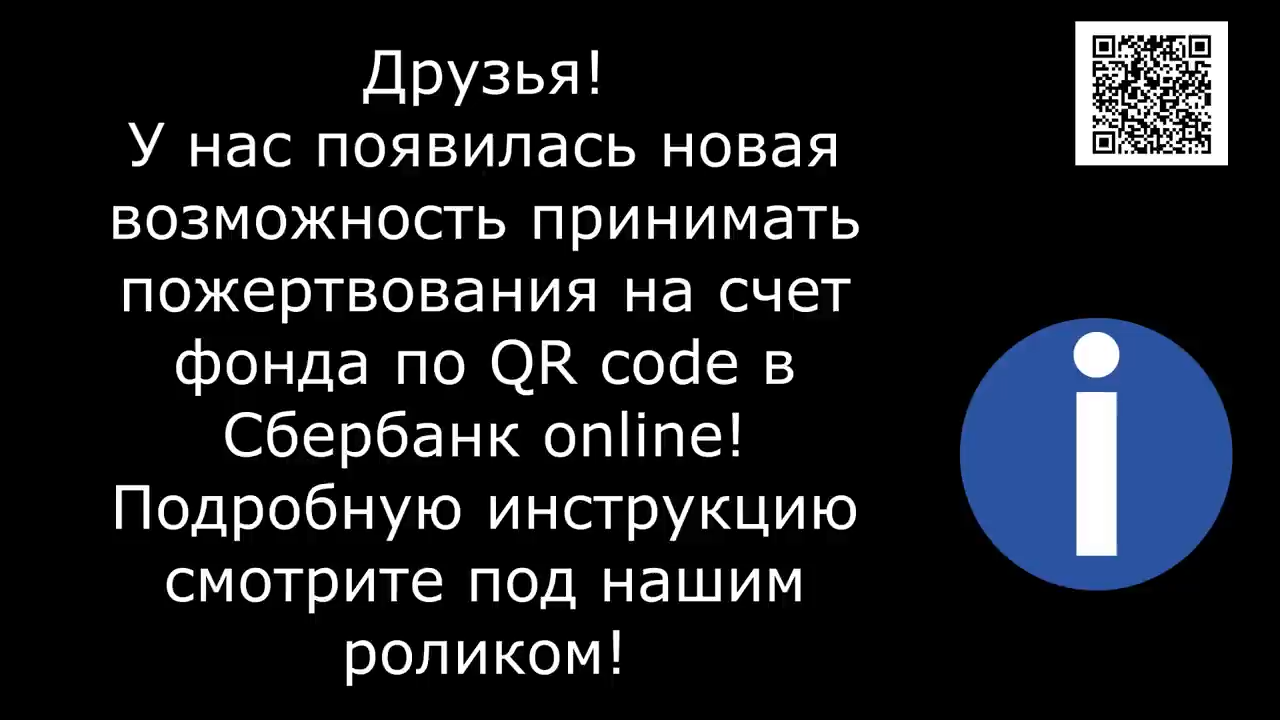 Друзья!
У нас появилась новая
возможность принимать
пожертвования на счет
фонда по QR code в
Сбербанк online!
Подробную инструкцию
смотрите под нашим
роликом!
i